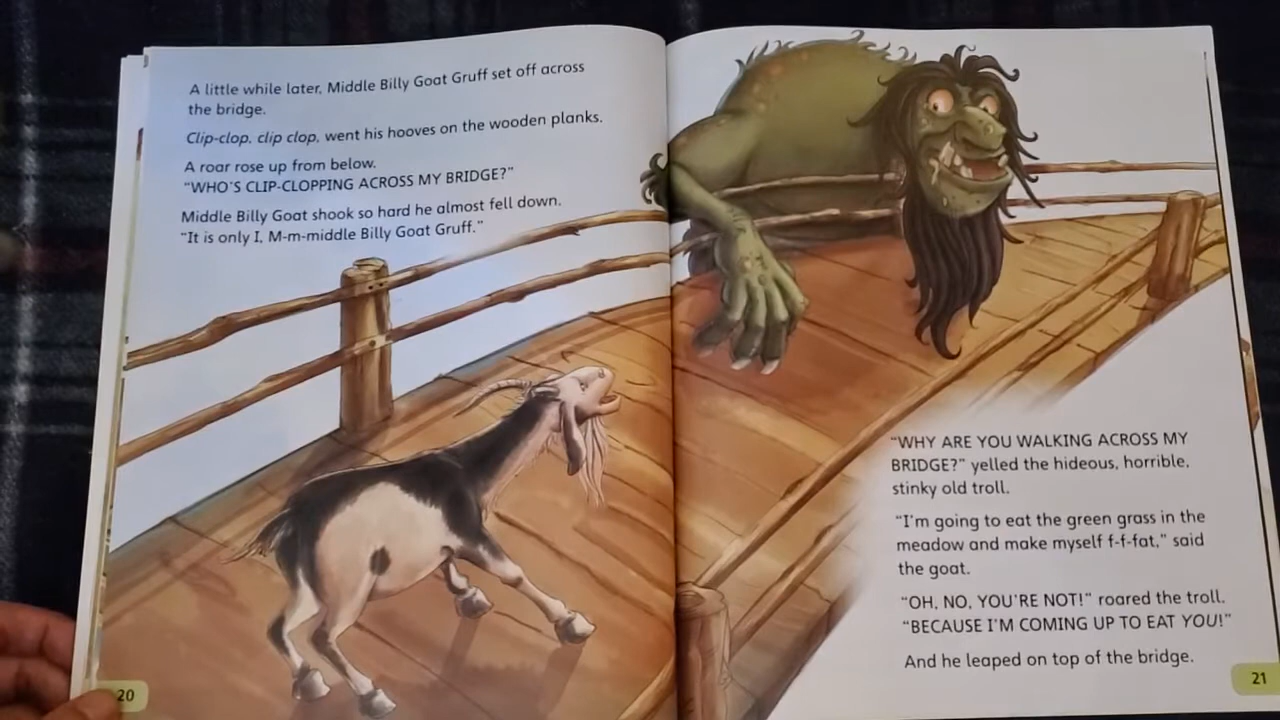 A little while later, Middle Billy Goat Gruff set off across
the bridge.
Clip-clop, clip clop, went his hooves on the wooden planks.
A roar rose up from below.
“WHO’S CLIP-CLOPPING ACROSS MY BRIDGE?”
Middle Billy Goat shook so hard he almost fell down.
“It is only I, M-m-middle Billy Goat Gruff.”
20
“WHY ARE YOU WALKING ACROSS MY
BRIDGE?” yelled the hideous, horrible,
stinky old troll.
“I’m going to eat the green grass in the
meadow and make myself f-f-fat,” said
the goat.
“OH, NO, YOU’RE NOT!” roared the troll.
“BECAUSE I’M COMING UP TO EAT YOU!”
And he leaped on top of the bridge.
21